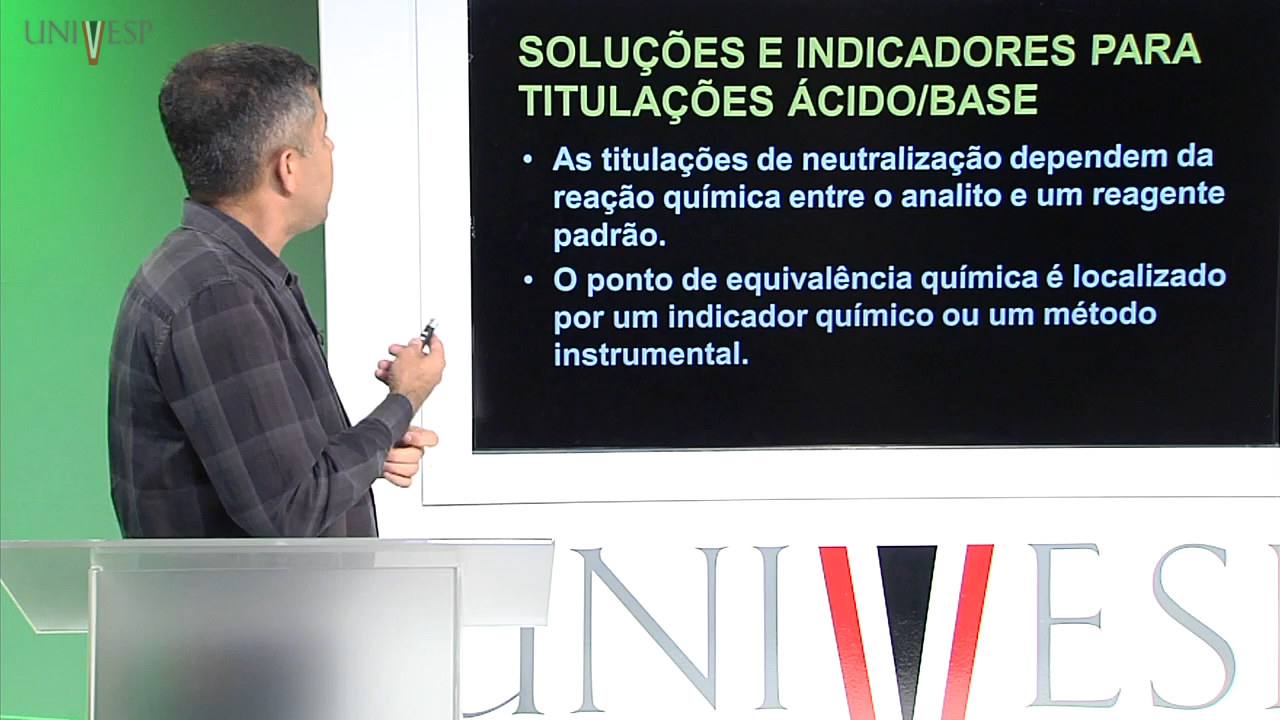 UNIVESP
SOLUÇÕES E INDICADORES PARA
TITULAÇÕES ÁCIDO/BASE
• As titulações de neutralização dependem da
reação química entre o analito e um reagente
padrão.
• O ponto de equivalência química é localizado
por um indicador químico ou um método
instrumental.
UNIVES